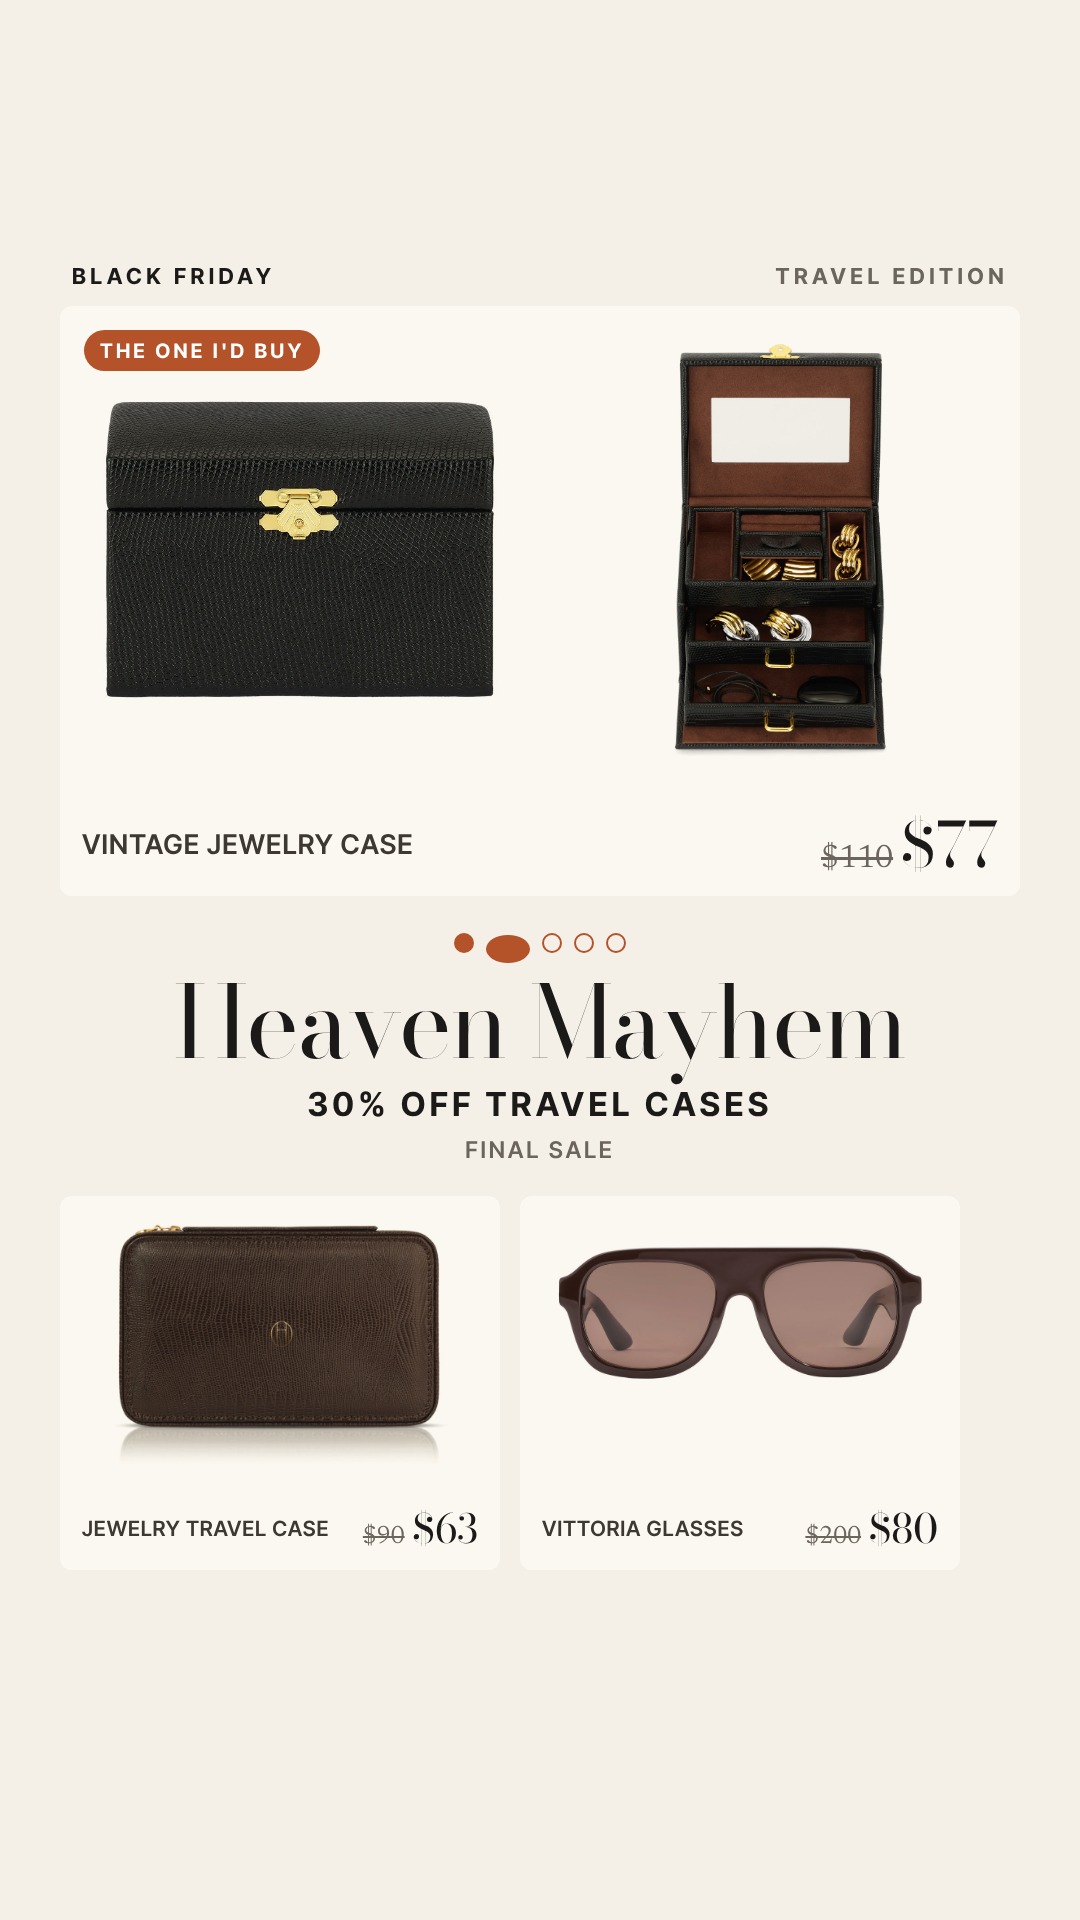 BLACK FRIDAY
TRAVEL EDITION
THE ONE I'D BUY
VINTAGE JEWELRY CASE
$110 $77
Heaven Mayhem
30% OFF TRAVEL CASES
FINAL SALE
JEWELRY TRAVEL CASE $90 $63
VITTORIA GLASSES $200 $80